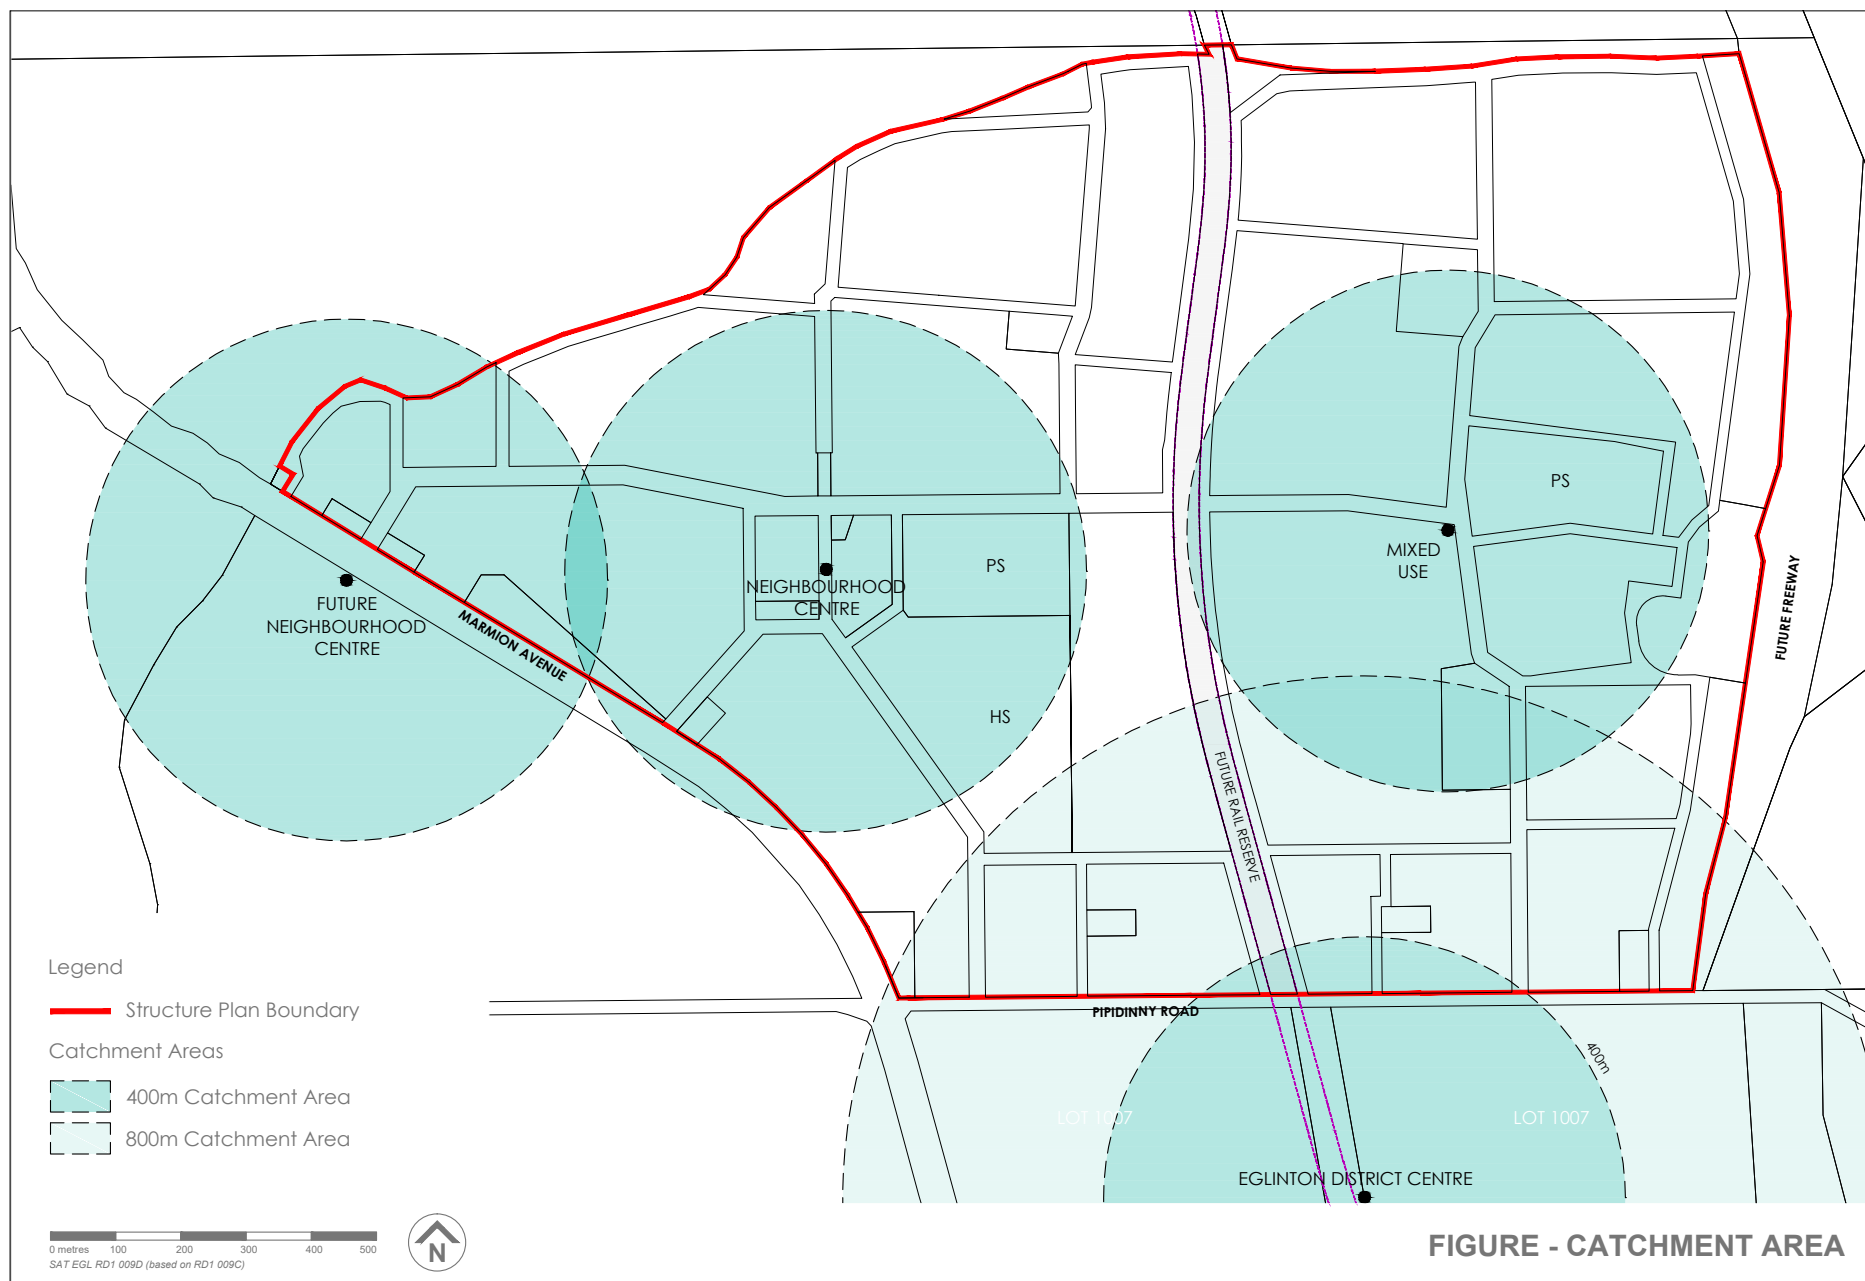 PS
MIXED
USE
NEIGHBOURHOOD
CENTRE
PS
FUTURE
NEIGHBOURHOOD
CENTRE
MARMION AVENUE
FUTURE FREEWAY
HS
FUTURE RAIL RESERVE
PIPIDINNY ROAD
400m
LOT 1007
LOT 1007
EGLINTON DISTRICT CENTRE
Legend
Structure Plan Boundary
Catchment Areas
400m Catchment Area
800m Catchment Area
0 metres 100 200 300 400 500
SAT EGL RD1 009D (based on RD1 009C)
N
FIGURE - CATCHMENT AREA